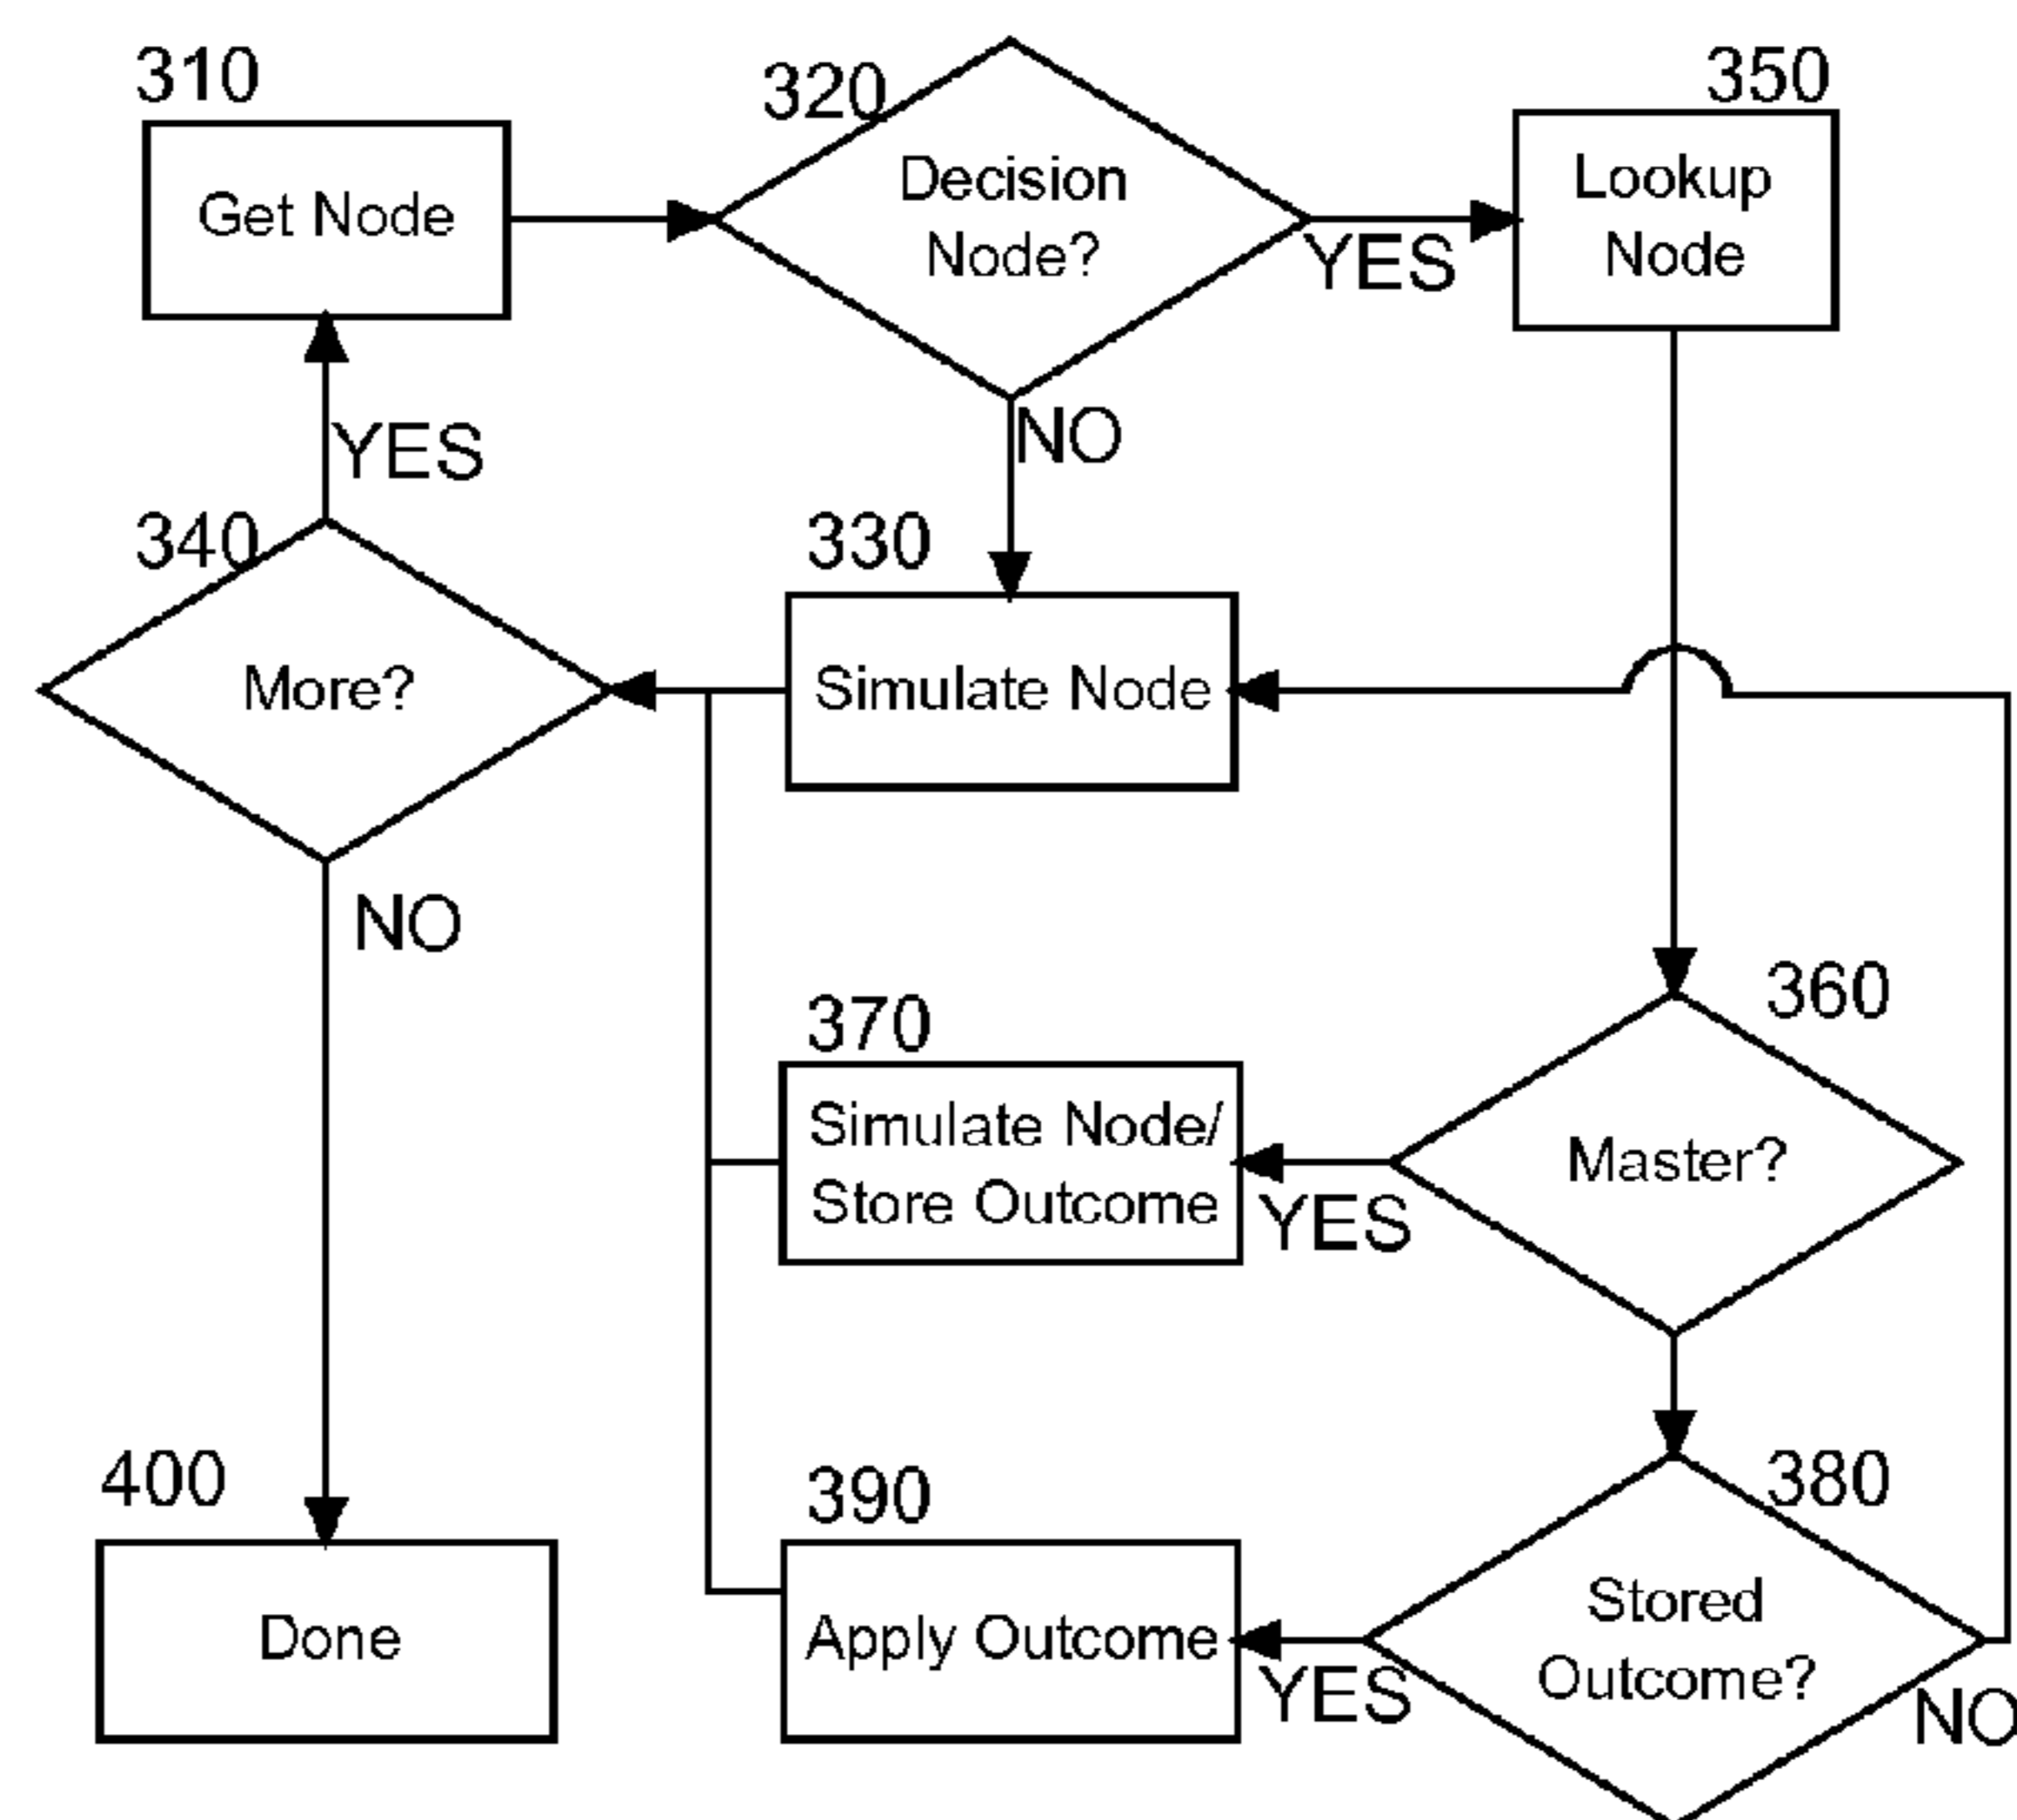 310
320
350
Get Node
Decision
Node?
Lookup
Node
YES
NO
YES
340
330
More?
Simulate Node
NO
360
370
Simulate Node/
Store Outcome
Master?
YES
400
390
380
Done
Apply Outcome
Stored
Outcome?
YES
NO